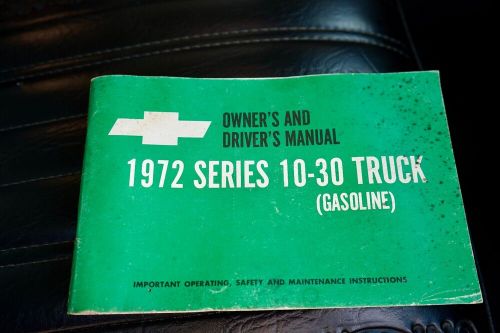 OWNER'S AND
DRIVER'S MANUAL
1972 SERIES 10-30 TRUCK
(GASOLINE)
IMPORTANT OPERATING, SAFETY AND MAINTENANCE INSTRUCTIONS